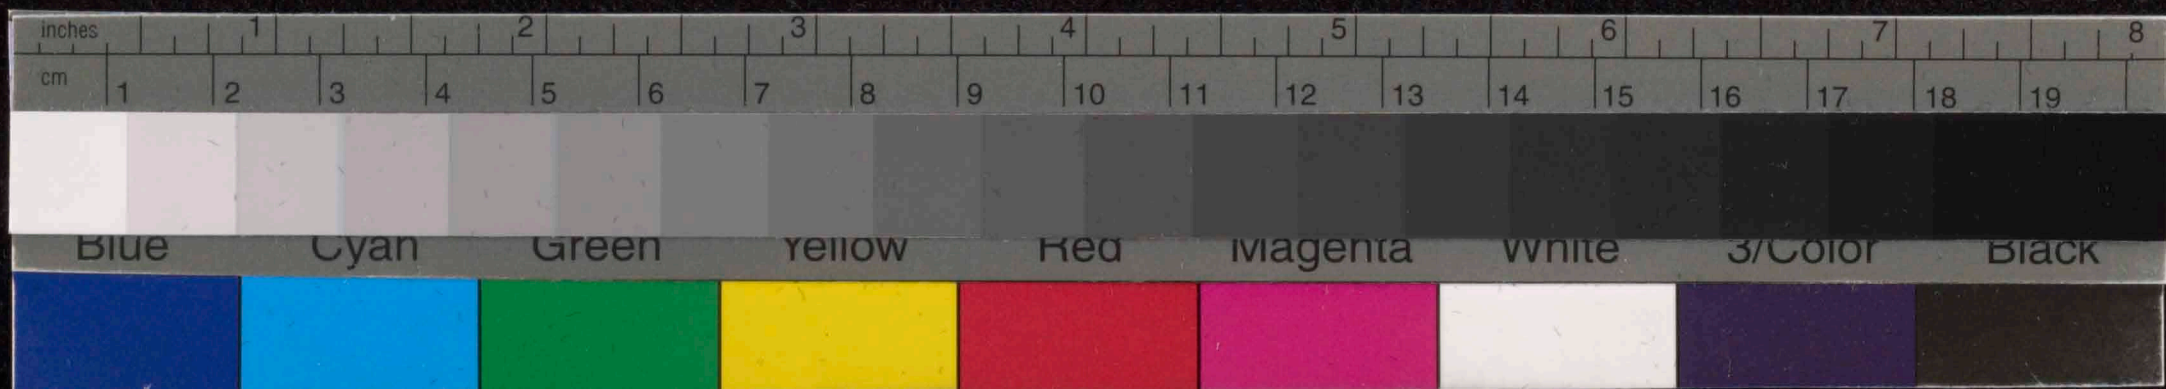 inches 1 2 3 4 5 6 7 8
cm 1 2 3 4 5 6 7 8 9 10 11 12 13 14 15 16 17 18 19
Blue Cyan Green Yellow Red Magenta White 3/Color Black